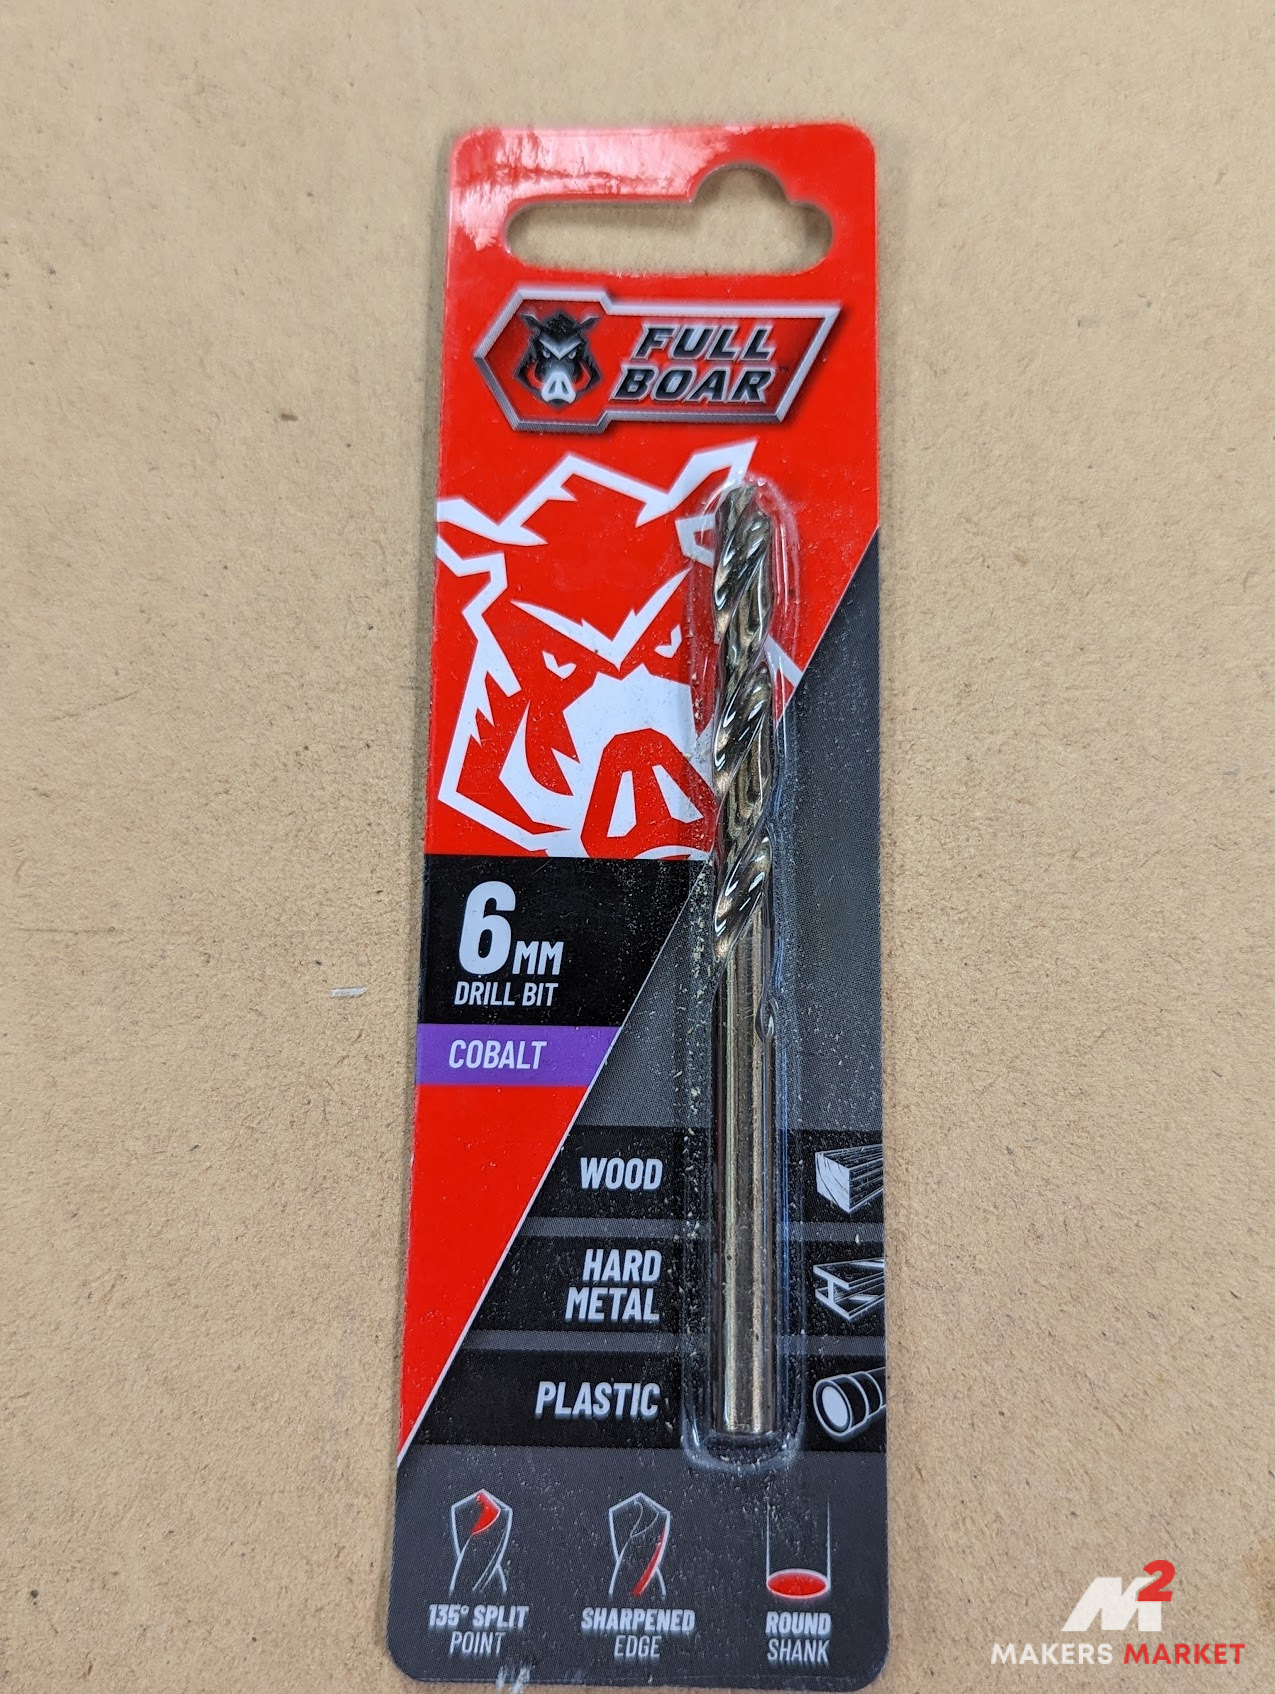 FULL
BOAR
6MM
DRILL BIT
COBALT
WOOD
HARD
METAL
PLASTIC
135° SPLIT
POINT
SHARPENED
EDGE
ROUND
SHANK
M2
MAKERS MARKET